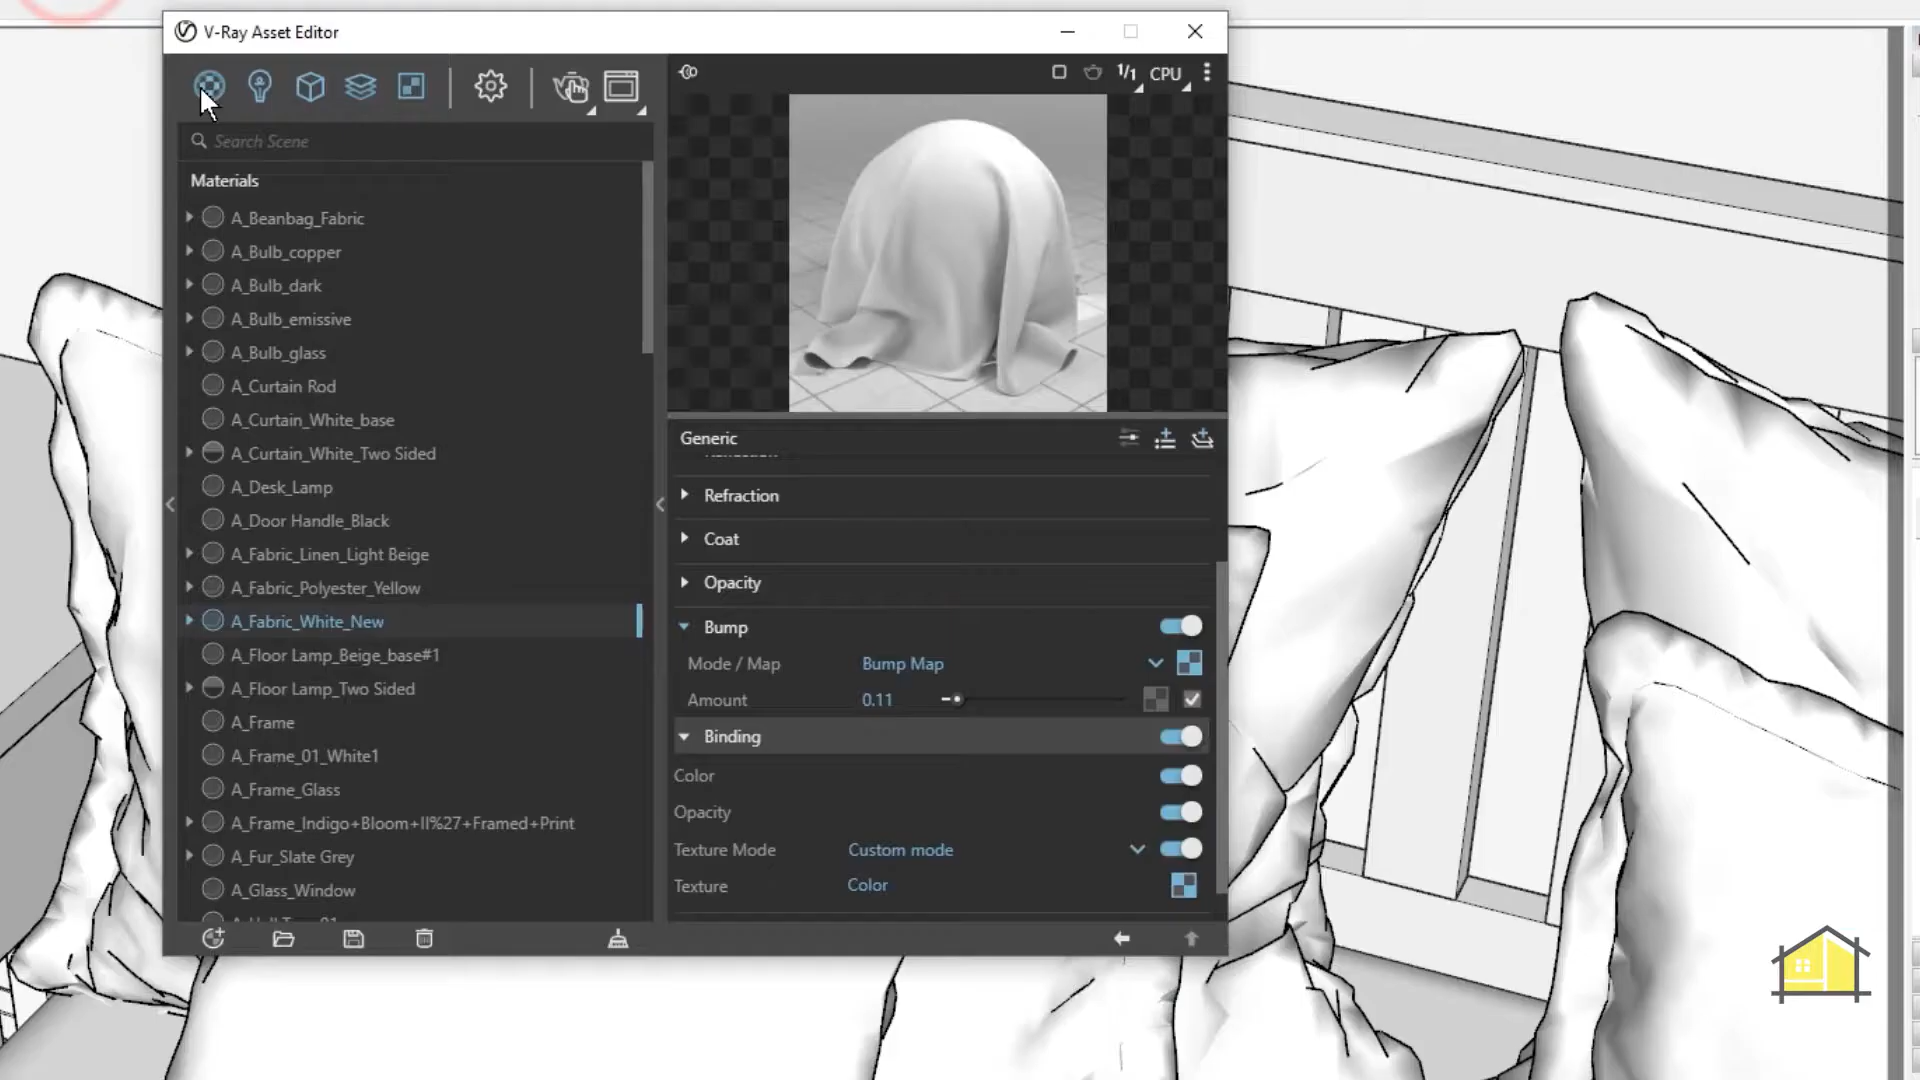 V-Ray Asset Editor
1/1 CPU
Search Scene
Materials
A_Beanbag_Fabric
A_Bulb_copper
A_Bulb_dark
A_Bulb_emissive
A_Bulb_glass
A_Curtain Rod
A_Curtain_White_base
A_Curtain_White_Two Sided
A_Desk_Lamp
A_Door Handle_Black
A_Fabric_Linen_Light Beige
A_Fabric_Polyester_Yellow
A_Fabric_White_New
A_Floor Lamp_Beige_base#1
A_Floor Lamp_Two Sided
A_Frame
A_Frame_01_White1
A_Frame_Glass
A_Frame_Indigo+Bloom+II%27+Framed+Print
A_Fur_Slate Grey
A_Glass_Window
Generic
Refraction
Coat
Opacity
Bump
Mode / Map Bump Map
Amount 0.11
Binding
Color
Opacity
Texture Mode Custom mode
Texture Color